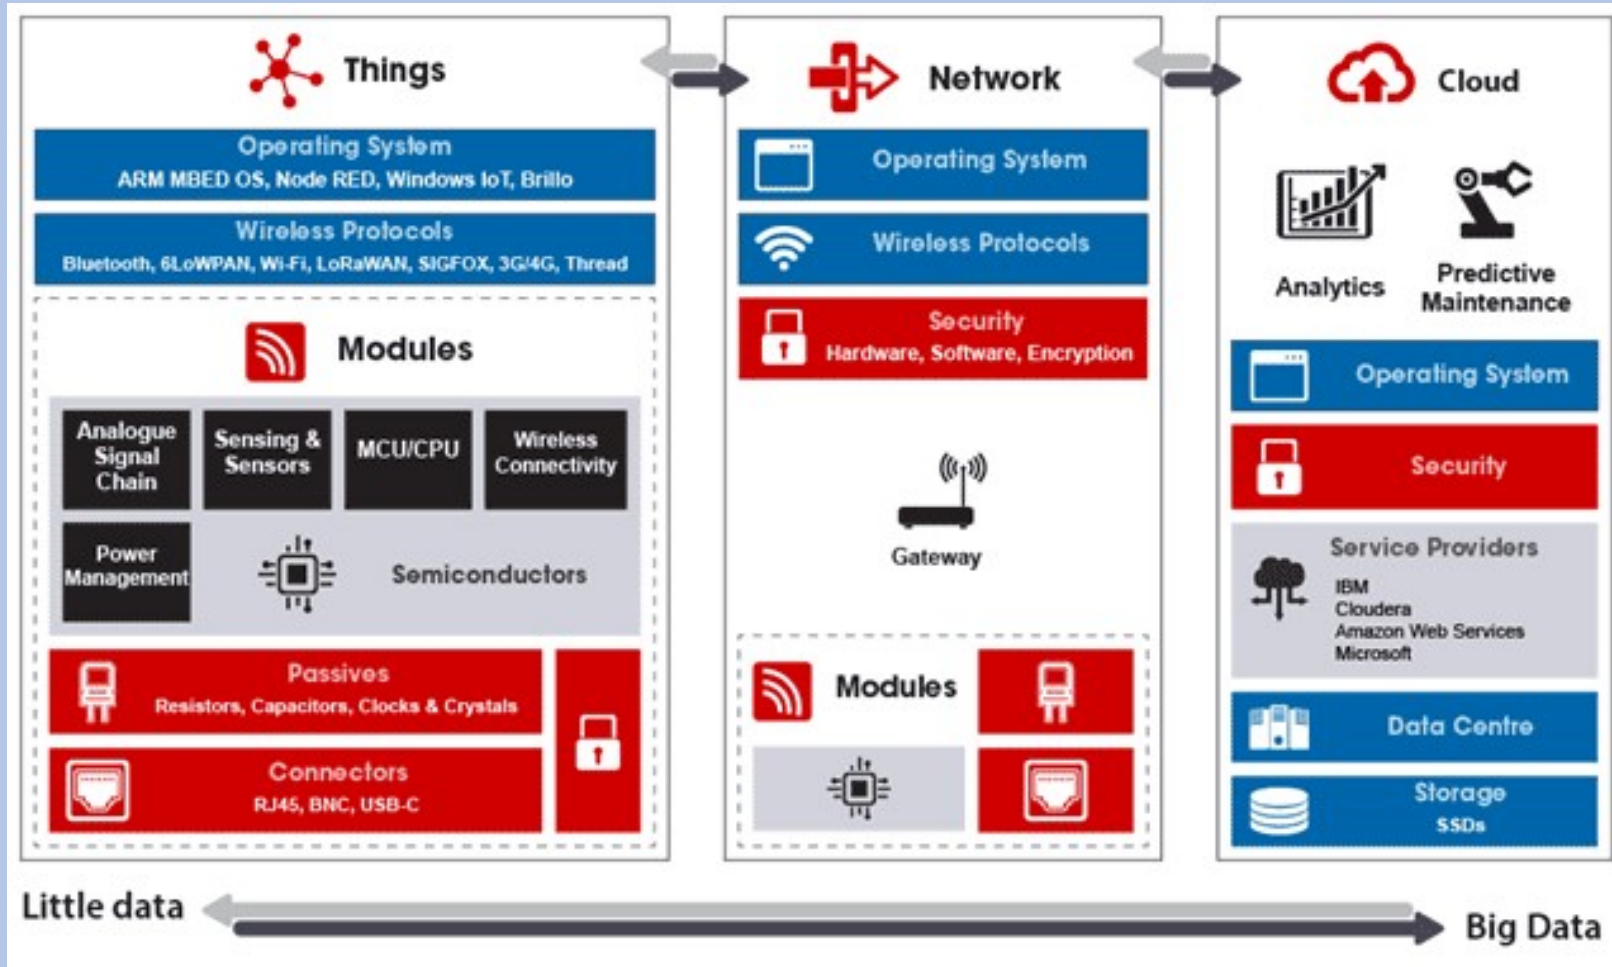 Things
Operating System
ARM MBED OS, Node RED, Windows IoT, Brillo
Wireless Protocols
Bluetooth, 6LoWPAN, Wi-Fi, LoRaWAN, SIGFOX, 3G/4G, Thread
Modules
Analogue
Signal
Chain
Sensing &
Sensors
MCU/CPU
Wireless
Connectivity
Power
Management
Semiconductors
Passives
Resistors, Capacitors, Clocks & Crystals
Connectors
RJ45, BNC, USB-C
Network
Operating System
Wireless Protocols
Security
Hardware, Software, Encryption
Gateway
Modules
Cloud
Analytics
Predictive
Maintenance
Operating System
Security
Service Providers
IBM
Cloudera
Amazon Web Services
Microsoft
Data Centre
Storage
SSDs
Little data
Big Data